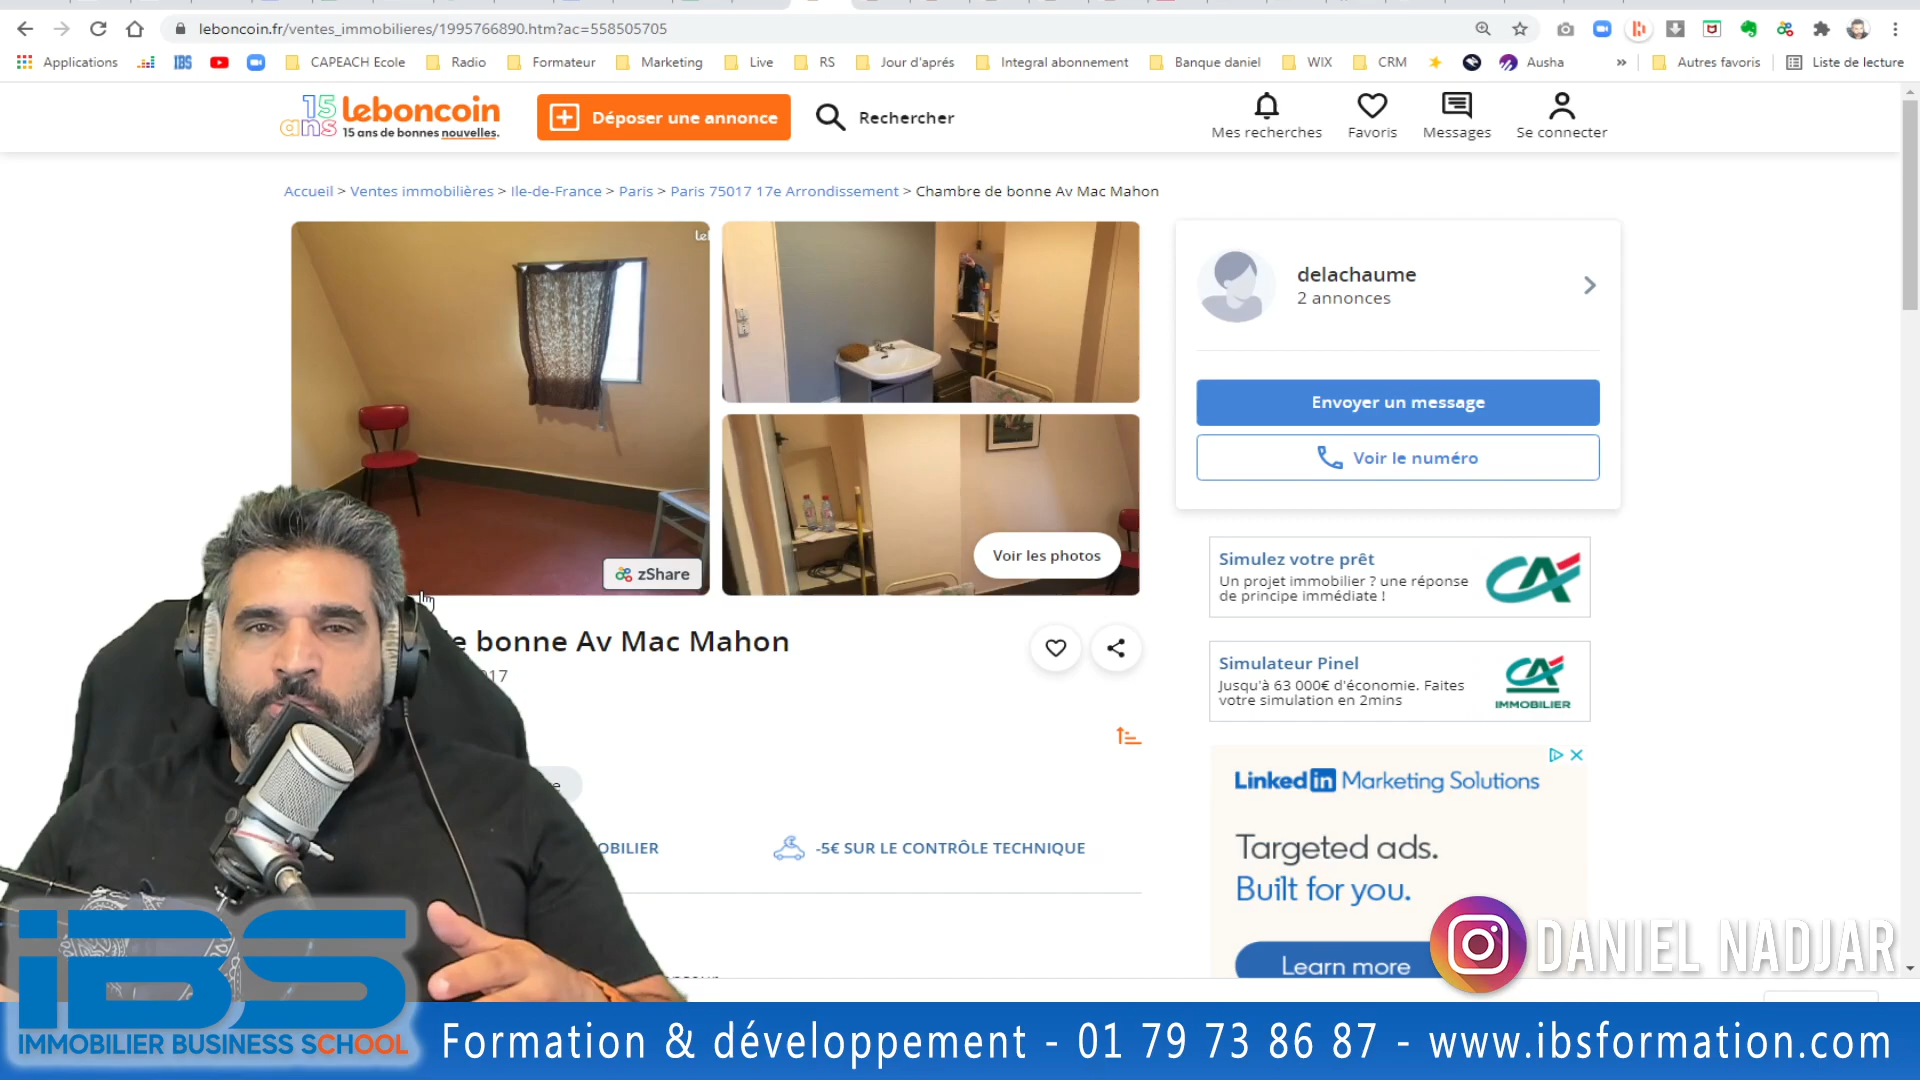 leboncoin.fr/ventes_immobilieres/1995766890.htm?ac=558505705
Applications
IBS
CAPEACH Ecole
Radio
Formateur
Marketing
Live
RS
Jour d'aprés
Integral abonnement
Banque daniel
WIX
CRM
Ausha
»
Autres favoris
Liste de lecture
15 ans
leboncoin
15 ans de bonnes nouvelles.
Déposer une annonce
Rechercher
Mes recherches
Favoris
Messages
Se connecter
Accueil > Ventes immobilières > Ile-de-France > Paris > Paris 75017 17e Arrondissement > Chambre de bonne Av Mac Mahon
zShare
Voir les photos
delachaume
2 annonces
Envoyer un message
Voir le numéro
Simulez votre prêt
Un projet immobilier ? une réponse
de principe immédiate !
CA
Simulateur Pinel
Jusqu'à 63 000€ d'économie. Faites
votre simulation en 2mins
CA
IMMOBILIER
e bonne Av Mac Mahon
017
OBILIER
-5€ SUR LE CONTRÔLE TECHNIQUE
Linkedin Marketing Solutions
Targeted ads.
Built for you.
Learn more
DANIEL NADJAR
iBS
IMMOBILIER BUSINESS SCHOOL
Formation & développement - 01 79 73 86 87 - www.ibsformation.com